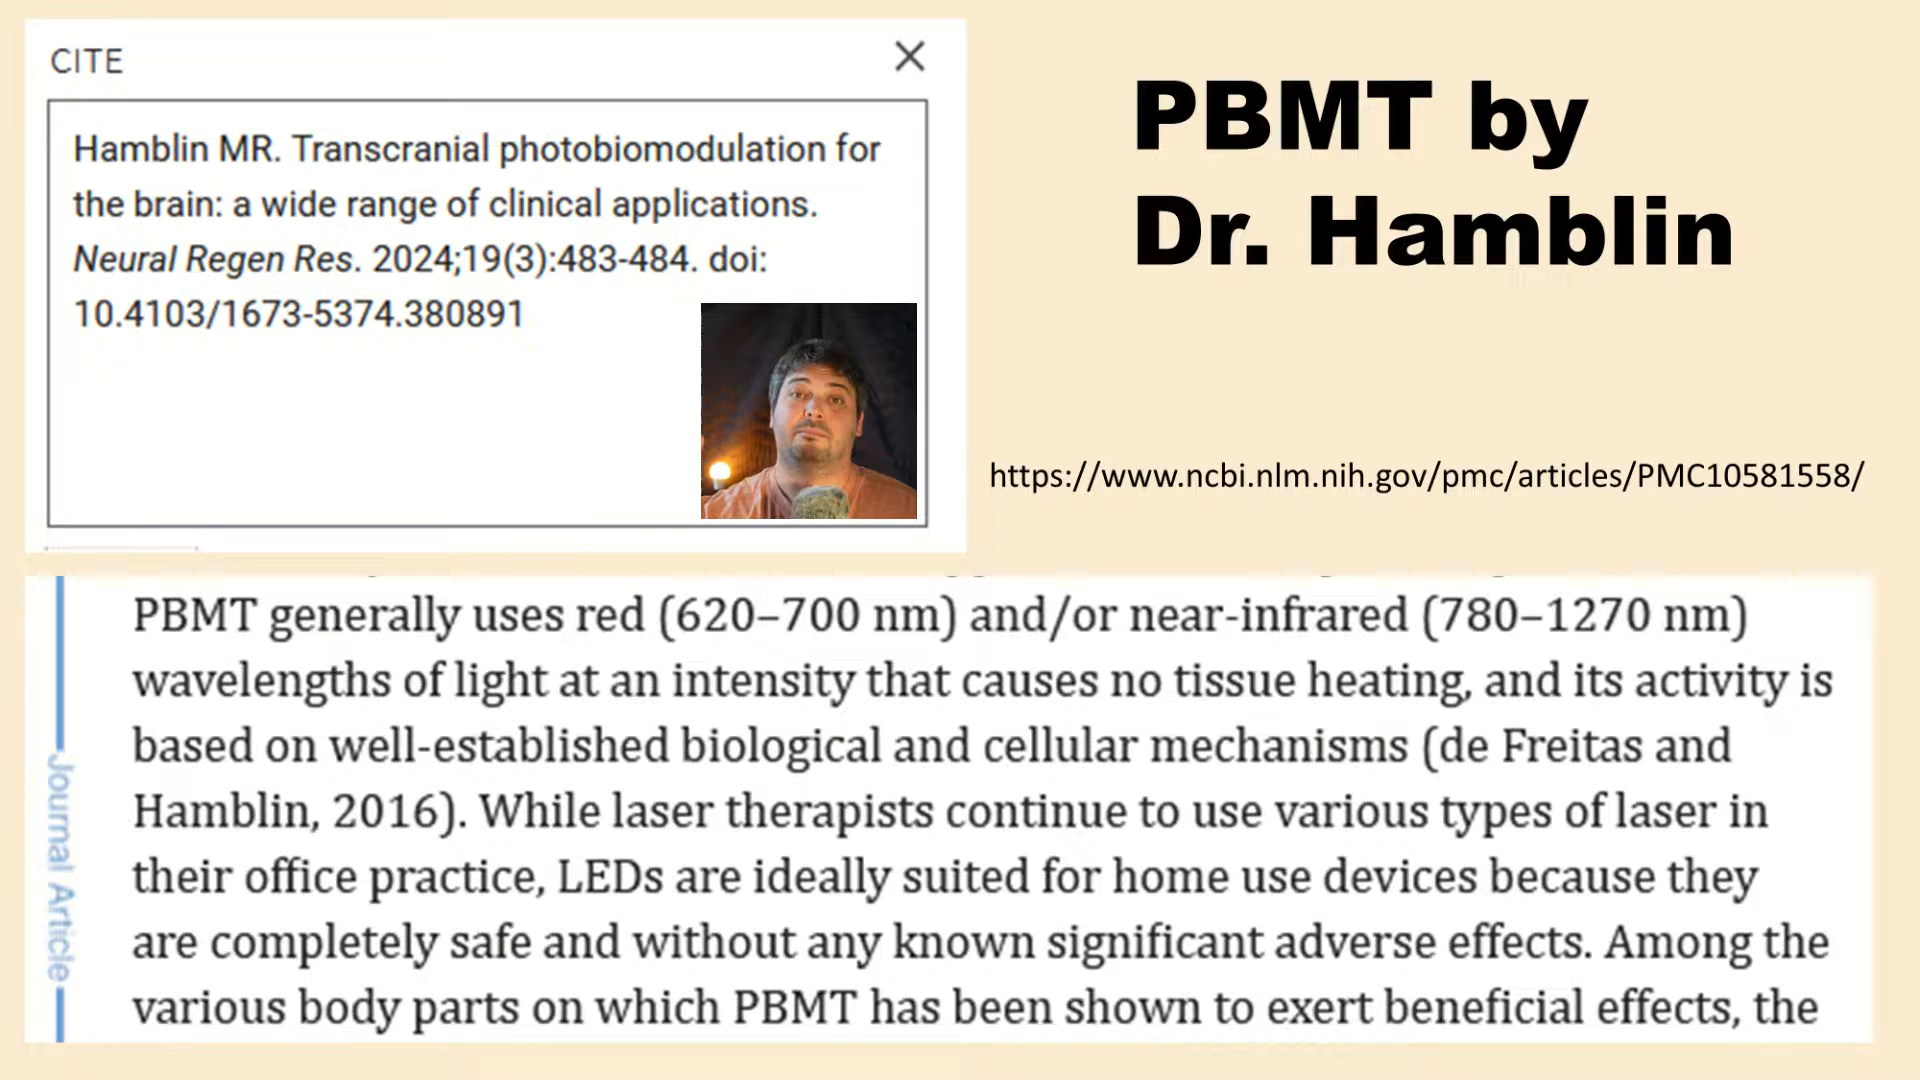 CITE
Hamblin MR. Transcranial photobiomodulation for
the brain: a wide range of clinical applications.
Neural Regen Res. 2024;19(3):483-484. doi:
10.4103/1673-5374.380891
PBMT by
Dr. Hamblin
https://www.ncbi.nlm.nih.gov/pmc/articles/PMC10581558/
Journal Article
PBMT generally uses red (620–700 nm) and/or near-infrared (780–1270 nm)
wavelengths of light at an intensity that causes no tissue heating, and its activity is
based on well-established biological and cellular mechanisms (de Freitas and
Hamblin, 2016). While laser therapists continue to use various types of laser in
their office practice, LEDs are ideally suited for home use devices because they
are completely safe and without any known significant adverse effects. Among the
various body parts on which PBMT has been shown to exert beneficial effects, the